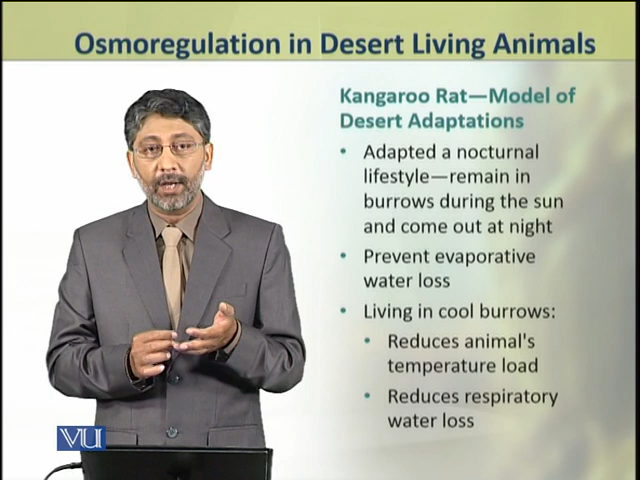 Osmoregulation in Desert Living Animals
Kangaroo Rat—Model of
Desert Adaptations
• Adapted a nocturnal
lifestyle—remain in
burrows during the sun
and come out at night
• Prevent evaporative
water loss
• Living in cool burrows:
• Reduces animal's
temperature load
• Reduces respiratory
water loss
VU